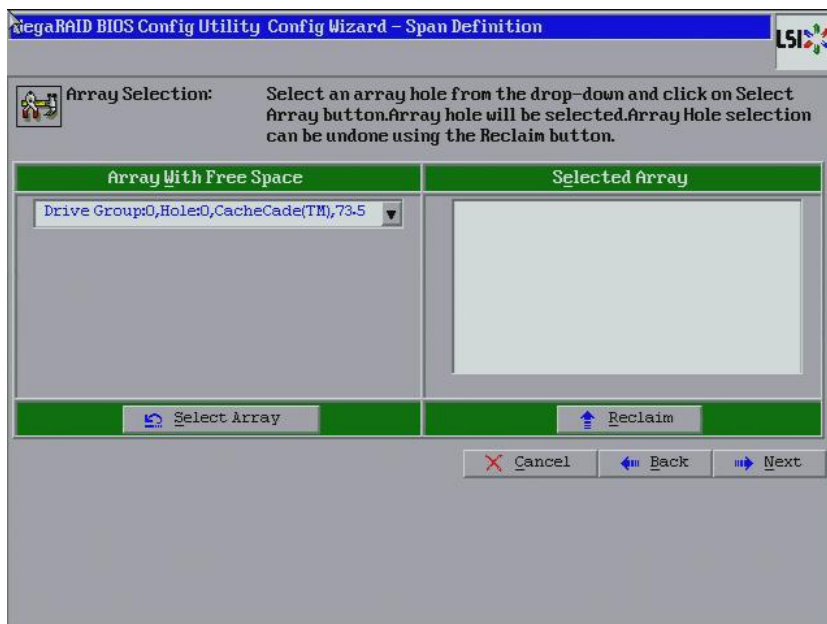 MegaRAID BIOS Config Utility Config Wizard – Span Definition
LSI
Array Selection:
Select an array hole from the drop-down and click on Select
Array button.Array hole will be selected.Array Hole selection
can be undone using the Reclaim button.
Array With Free Space
Selected Array
Drive Group:0,Hole:0,CacheCade(TM),73.5
Select Array
Reclaim
Cancel
Back
Next